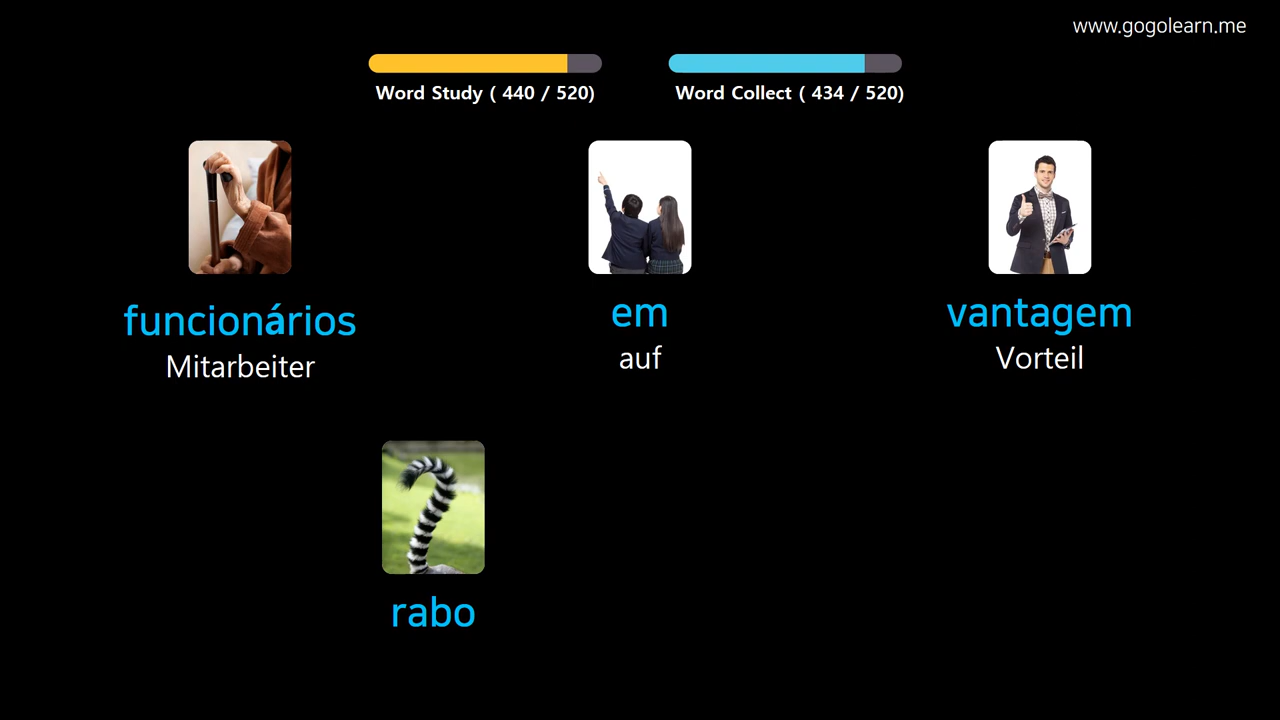 www.gogolearn.me
Word Study ( 440 / 520)
Word Collect ( 434 / 520)
funcionários
Mitarbeiter
em
auf
vantagem
Vorteil
rabo